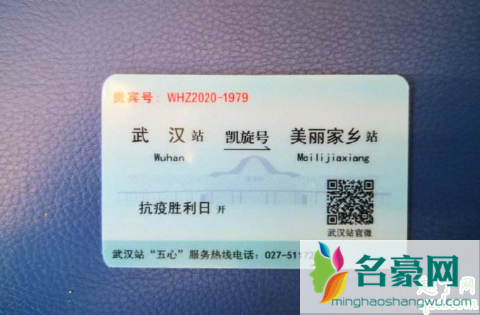 贵宾号：WHZ2020-1979
武汉站 凯旋号 美丽家乡站
Wuhan Meilijiaxiang
抗疫胜利日 开
武汉站官微
武汉站“五心”服务热线电话：027-5117
名豪网
minghaoshangwu.com